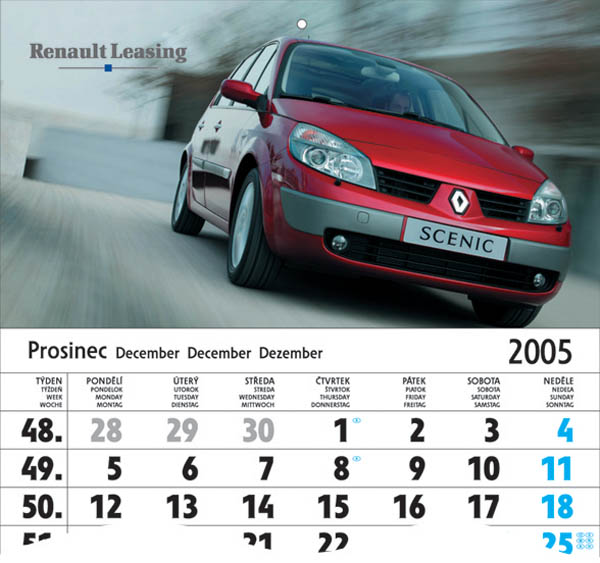 Renault Leasing
SCENIC
Prosinec December December Dezember 2005
TÝDEN PONDĚLÍ ÚTERÝ STŘEDA ČTVRTEK PÁTEK SOBOTA NEDĚLE
TÝŽDEŇ PONDELOK UTOROK STREDA ŠTVRTOK PIATOK SOBOTA NEDEĽA
WEEK MONDAY TUESDAY WEDNESDAY THURSDAY FRIDAY SATURDAY SUNDAY
WOCHE MONTAG DIENSTAG MITTWOCH DONNERSTAG FREITAG SAMSTAG SONNTAG
48. 28 29 30 1 2 3 4
49. 5 6 7 8 9 10 11
50. 12 13 14 15 16 17 18
51. 21 22 25